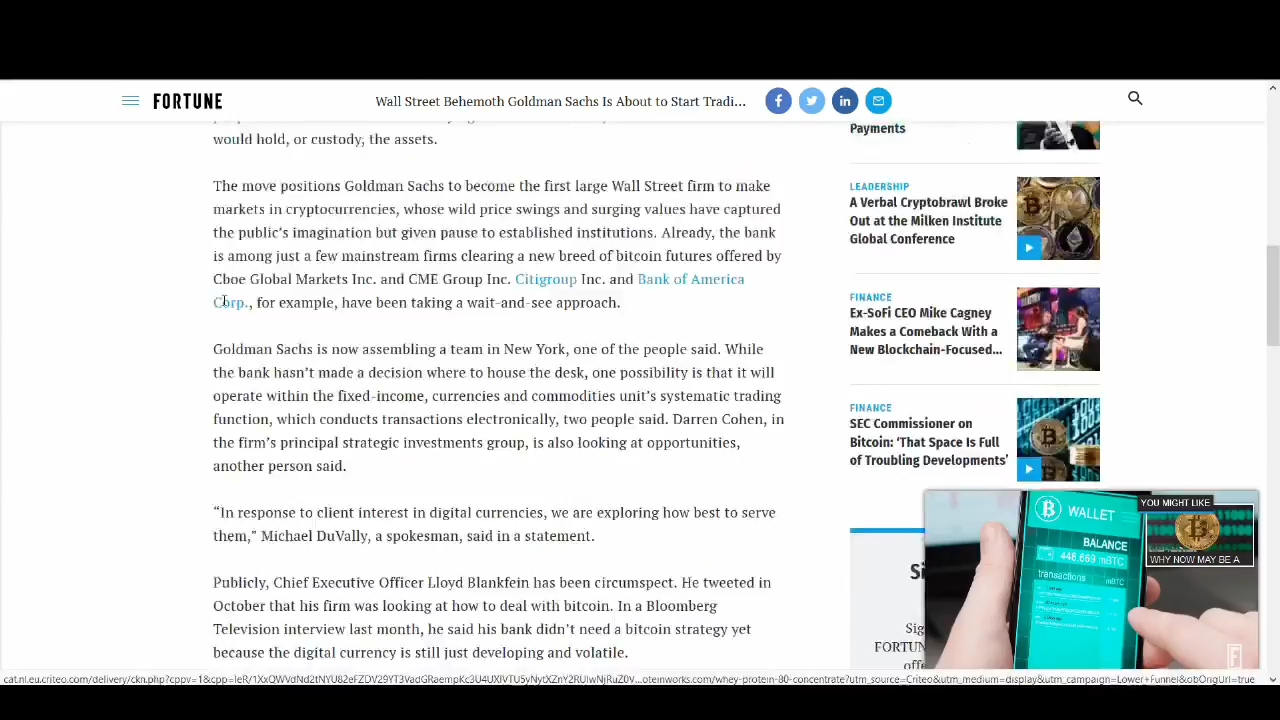 FORTUNE
Wall Street Behemoth Goldman Sachs Is About to Start Tradi...
would hold, or custody, the assets.
The move positions Goldman Sachs to become the first large Wall Street firm to make
markets in cryptocurrencies, whose wild price swings and surging values have captured
the public's imagination but given pause to established institutions. Already, the bank
is among just a few mainstream firms clearing a new breed of bitcoin futures offered by
Cboe Global Markets Inc. and CME Group Inc. Citigroup Inc. and Bank of America
Corp., for example, have been taking a wait-and-see approach.
Goldman Sachs is now assembling a team in New York, one of the people said. While
the bank hasn't made a decision where to house the desk, one possibility is that it will
operate within the fixed-income, currencies and commodities unit's systematic trading
function, which conducts transactions electronically, two people said. Darren Cohen, in
the firm's principal strategic investments group, is also looking at opportunities,
another person said.
“In response to client interest in digital currencies, we are exploring how best to serve
them,” Michael DuVally, a spokesman, said in a statement.
Publicly, Chief Executive Officer Lloyd Blankfein has been circumspect. He tweeted in
October that his firm was looking at how to deal with bitcoin. In a Bloomberg
Television interview last month, he said his bank didn't need a bitcoin strategy yet
because the digital currency is still just developing and volatile.
Payments
LEADERSHIP
A Verbal Cryptobrawl Broke
Out at the Milken Institute
Global Conference
FINANCE
Ex-SoFi CEO Mike Cagney
Makes a Comeback With a
New Blockchain-Focused...
FINANCE
SEC Commissioner on
Bitcoin: ‘That Space Is Full
of Troubling Developments’
YOU MIGHT LIKE
WHY NOW MAY BE A
WALLET
BALANCE
446,669 mBTC
transactions mBTC